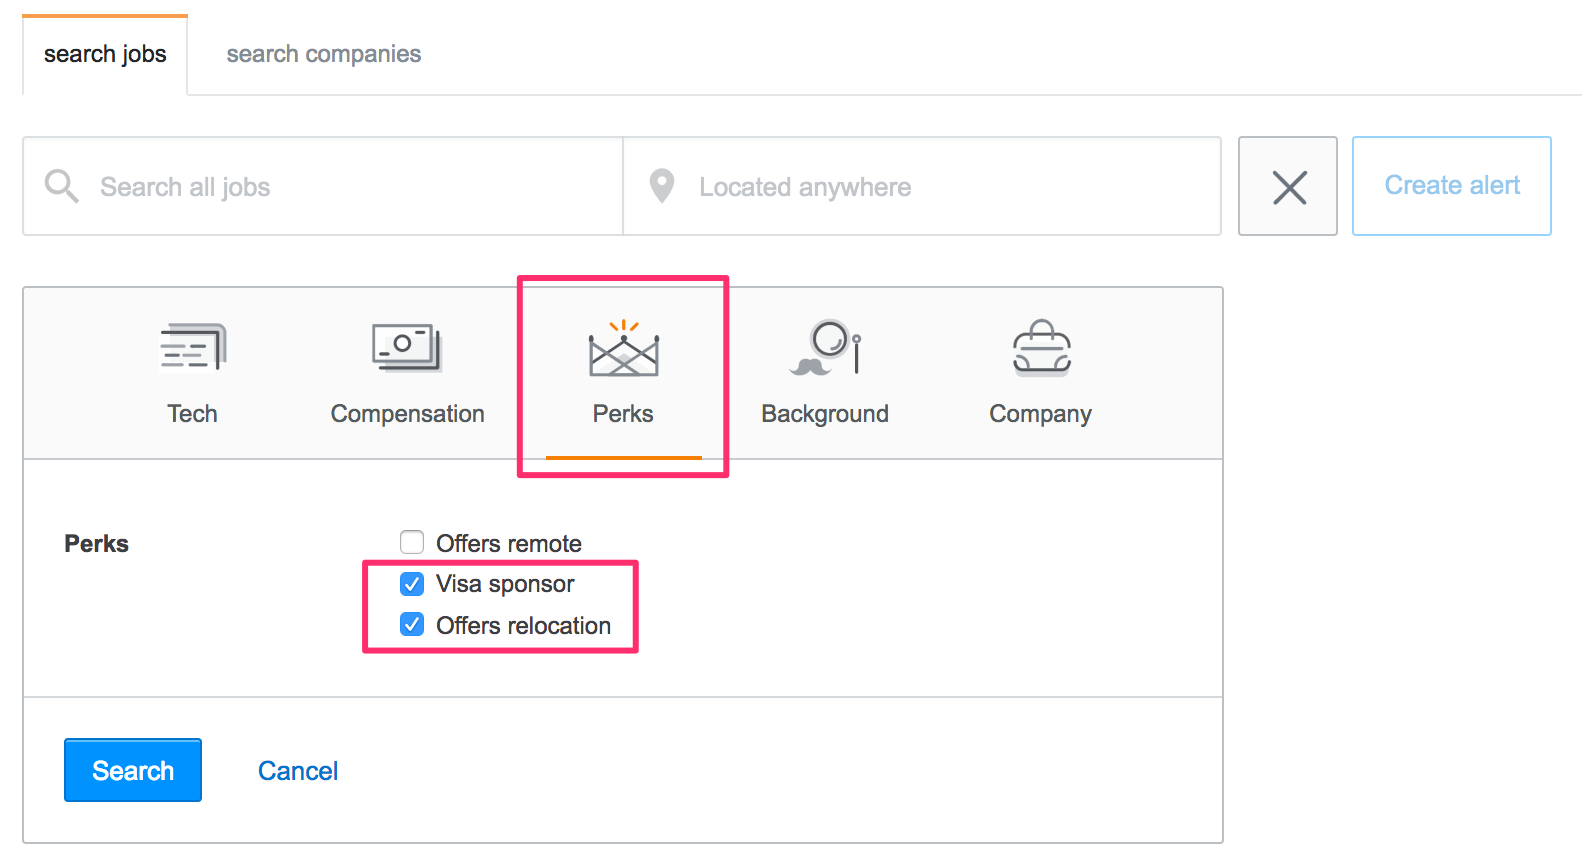 search jobs search companies
Search all jobs Located anywhere Create alert
Tech Compensation Perks Background Company
Perks Offers remote
Visa sponsor
Offers relocation
Search Cancel